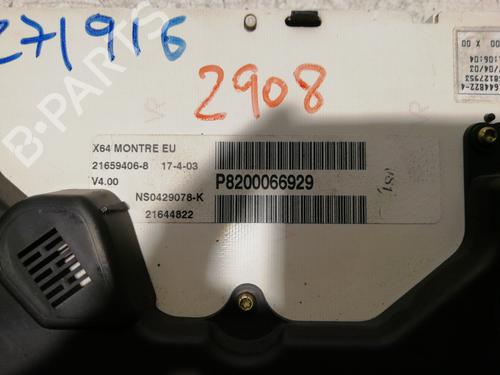 271916
2908
X64 MONTRE EU
21659406-8 17-4-03
V4.00
NS0429078-K
21644822
P8200066929
B-PARTS